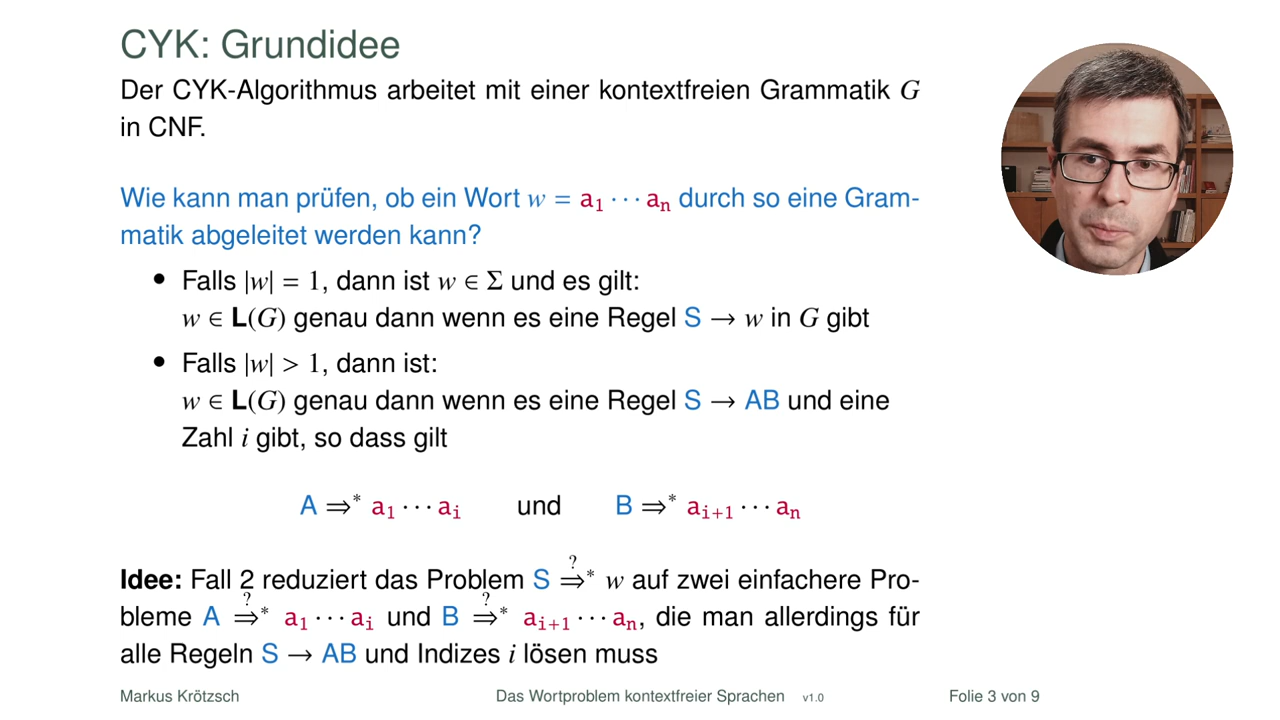 CYK: Grundidee
Der CYK-Algorithmus arbeitet mit einer kontextfreien Grammatik G
in CNF.
Wie kann man prüfen, ob ein Wort w = a₁ ··· aₙ durch so eine Gram-
matik abgeleitet werden kann?
• Falls |w| = 1, dann ist w ∈ Σ und es gilt:
w ∈ L(G) genau dann wenn es eine Regel S → w in G gibt
• Falls |w| > 1, dann ist:
w ∈ L(G) genau dann wenn es eine Regel S → AB und eine
Zahl i gibt, so dass gilt
A ⇒* a₁ ··· aᵢ und B ⇒* aᵢ₊₁ ··· aₙ
Idee: Fall 2 reduziert das Problem S ⇒?* w auf zwei einfachere Pro-
bleme A ⇒?* a₁ ··· aᵢ und B ⇒?* aᵢ₊₁ ··· aₙ, die man allerdings für
alle Regeln S → AB und Indizes i lösen muss
Markus Krötzsch Das Wortproblem kontextfreier Sprachen v1.0 Folie 3 von 9